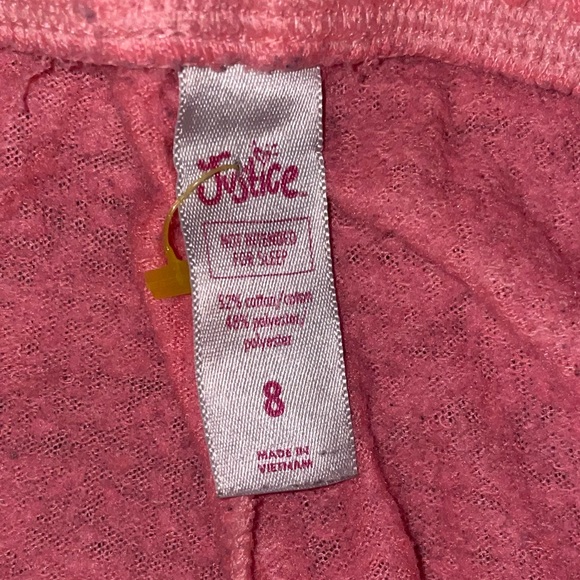 Justice
NOT INTENDED
FOR SLEEP
52% cotton/coton
48% polyester,
polyester
8
MADE IN
VIETNAM